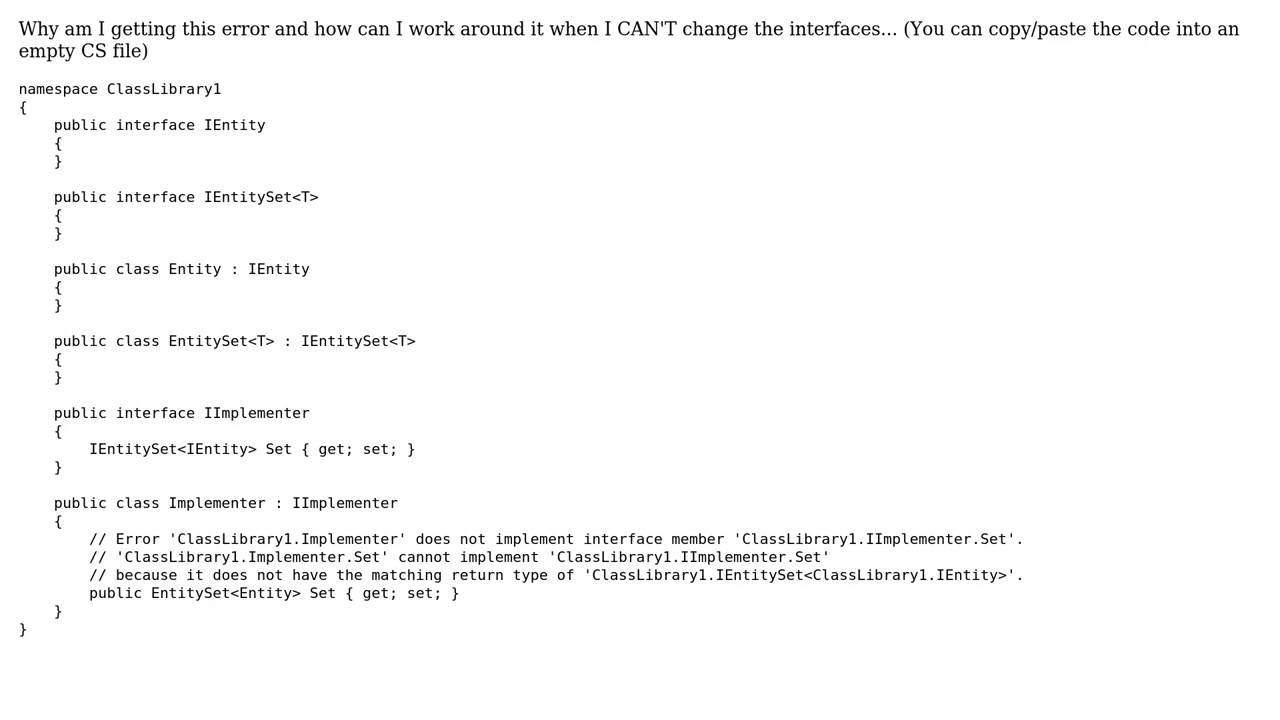 Why am I getting this error and how can I work around it when I CAN'T change the interfaces... (You can copy/paste the code into an
empty CS file)
namespace ClassLibrary1
{
    public interface IEntity
    {
    }
    public interface IEntitySet<T>
    {
    }
    public class Entity : IEntity
    {
    }
    public class EntitySet<T> : IEntitySet<T>
    {
    }
    public interface IImplementer
    {
        IEntitySet<IEntity> Set { get; set; }
    }
    public class Implementer : IImplementer
    {
        // Error 'ClassLibrary1.Implementer' does not implement interface member 'ClassLibrary1.IImplementer.Set'.
        // 'ClassLibrary1.Implementer.Set' cannot implement 'ClassLibrary1.IImplementer.Set'
        // because it does not have the matching return type of 'ClassLibrary1.IEntitySet<ClassLibrary1.IEntity>'.
        public EntitySet<Entity> Set { get; set; }
    }
}